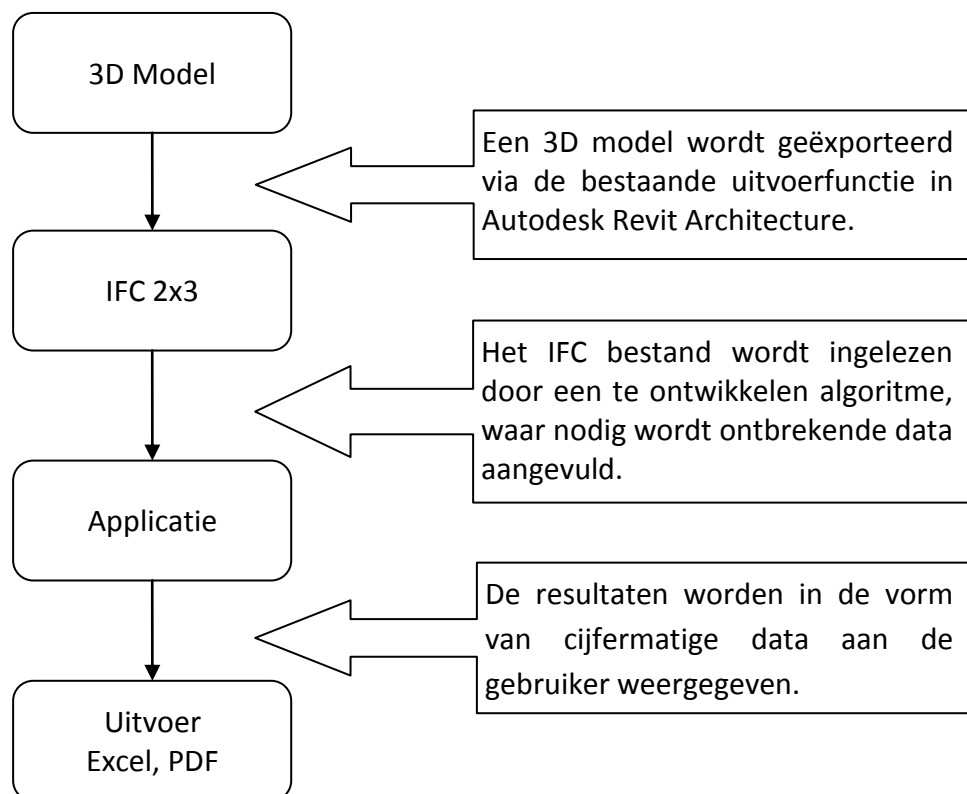 3D Model
Een 3D model wordt geëxporteerd
via de bestaande uitvoerfunctie in
Autodesk Revit Architecture.
IFC 2x3
Het IFC bestand wordt ingelezen
door een te ontwikkelen algoritme,
waar nodig wordt ontbrekende data
aangevuld.
Applicatie
De resultaten worden in de vorm
van cijfermatige data aan de
gebruiker weergegeven.
Uitvoer
Excel, PDF